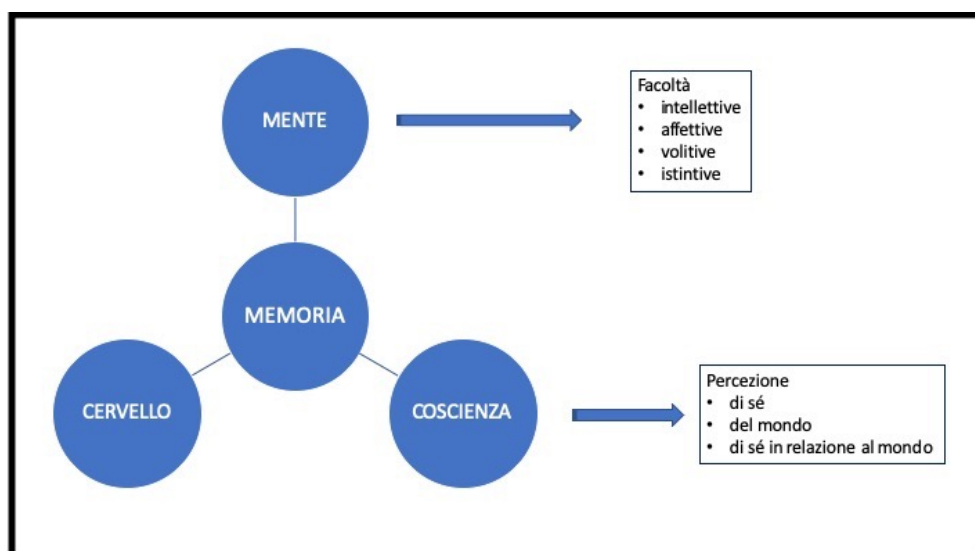 MENTE
Facoltà
• intellettive
• affettive
• volitive
• istintive
MEMORIA
CERVELLO
COSCIENZA
Percezione
• di sé
• del mondo
• di sé in relazione al mondo